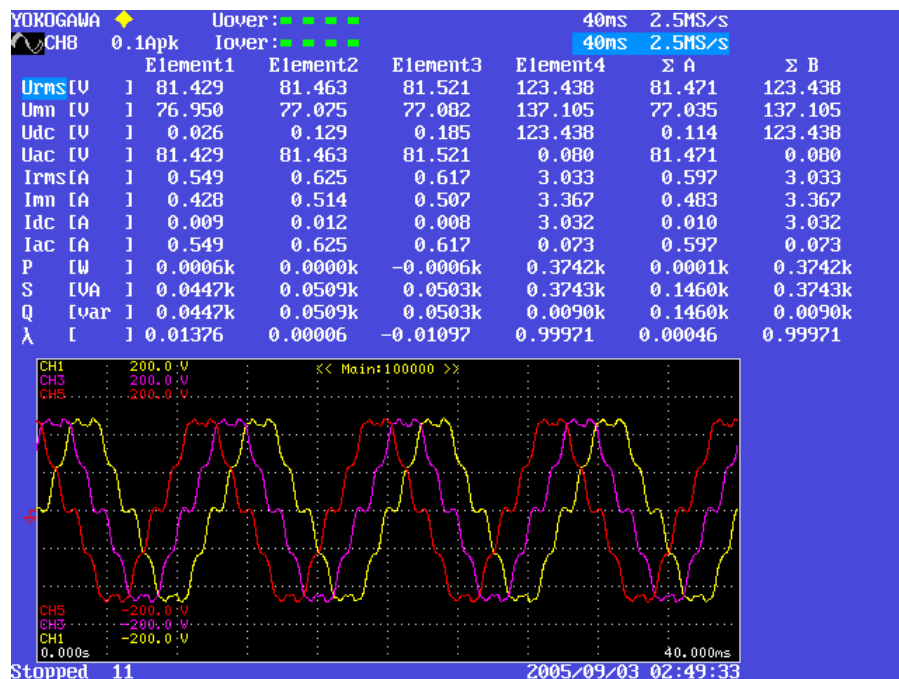 YOKOGAWA Uover: 40ms 2.5MS/s
CH8 0.1Apk Iover: 40ms 2.5MS/s
Element1 Element2 Element3 Element4 Σ A Σ B
Urms[V ] 81.429 81.463 81.521 123.438 81.471 123.438
Umn [V ] 76.950 77.075 77.082 137.105 77.035 137.105
Udc [V ] 0.026 0.129 0.185 123.438 0.114 123.438
Uac [V ] 81.429 81.463 81.521 0.080 81.471 0.080
Irms[A ] 0.549 0.625 0.617 3.033 0.597 3.033
Imn [A ] 0.428 0.514 0.507 3.367 0.483 3.367
Idc [A ] 0.009 0.012 0.008 3.032 0.010 3.032
Iac [A ] 0.549 0.625 0.617 0.073 0.597 0.073
P [W ] 0.0006k 0.0000k -0.0006k 0.3742k 0.0001k 0.3742k
S [VA ] 0.0447k 0.0509k 0.0503k 0.3743k 0.1460k 0.3743k
Q [var ] 0.0447k 0.0509k 0.0503k 0.0090k 0.1460k 0.0090k
λ [ ] 0.01376 0.00006 -0.01097 0.99971 0.00046 0.99971
CH1 200.0 V << Main:100000 >>
CH3 200.0 V
CH5 200.0 V
CH5 -200.0 V
CH3 -200.0 V
CH1 -200.0 V
0.000s 40.000ms
Stopped 11 2005/09/03 02:49:33